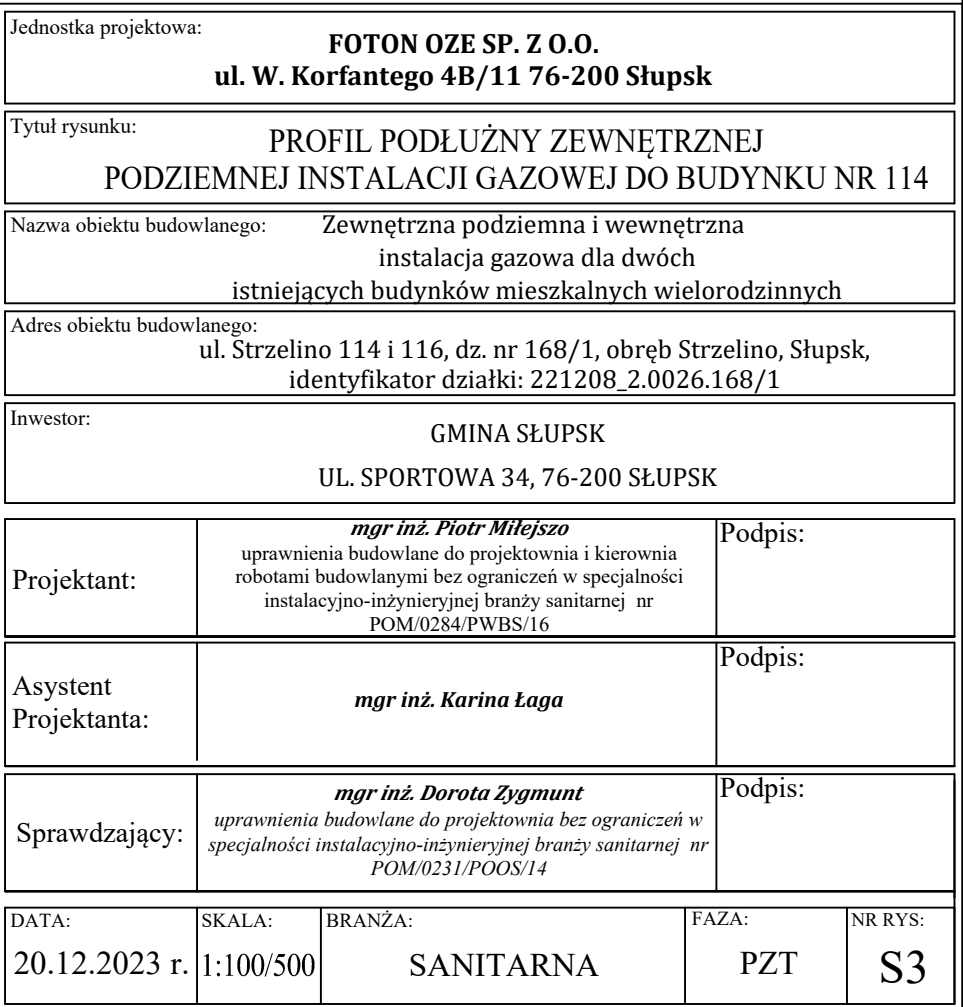 Jednostka projektowa:
FOTON OZE SP. Z O.O.
ul. W. Korfantego 4B/11 76-200 Słupsk
Tytuł rysunku:
PROFIL PODŁUŻNY ZEWNĘTRZNEJ
PODZIEMNEJ INSTALACJI GAZOWEJ DO BUDYNKU NR 114
Nazwa obiektu budowlanego:
Zewnętrzna podziemna i wewnętrzna
instalacja gazowa dla dwóch
istniejących budynków mieszkalnych wielorodzinnych
Adres obiektu budowlanego:
ul. Strzelino 114 i 116, dz. nr 168/1, obręb Strzelino, Słupsk,
identyfikator działki: 221208_2.0026.168/1
Inwestor:
GMINA SŁUPSK
UL. SPORTOWA 34, 76-200 SŁUPSK
Projektant:
mgr inż. Piotr Miłejszo
uprawnienia budowlane do projektownia i kierownia
robotami budowlanymi bez ograniczeń w specjalności
instalacyjno-inżynieryjnej branży sanitarnej nr
POM/0284/PWBS/16
Podpis:
Asystent
Projektanta:
mgr inż. Karina Łaga
Podpis:
Sprawdzający:
mgr inż. Dorota Zygmunt
uprawnienia budowlane do projektownia bez ograniczeń w
specjalności instalacyjno-inżynieryjnej branży sanitarnej nr
POM/0231/POOS/14
Podpis:
DATA:
20.12.2023 r.
SKALA:
1:100/500
BRANŻA:
SANITARNA
FAZA:
PZT
NR RYS:
S3